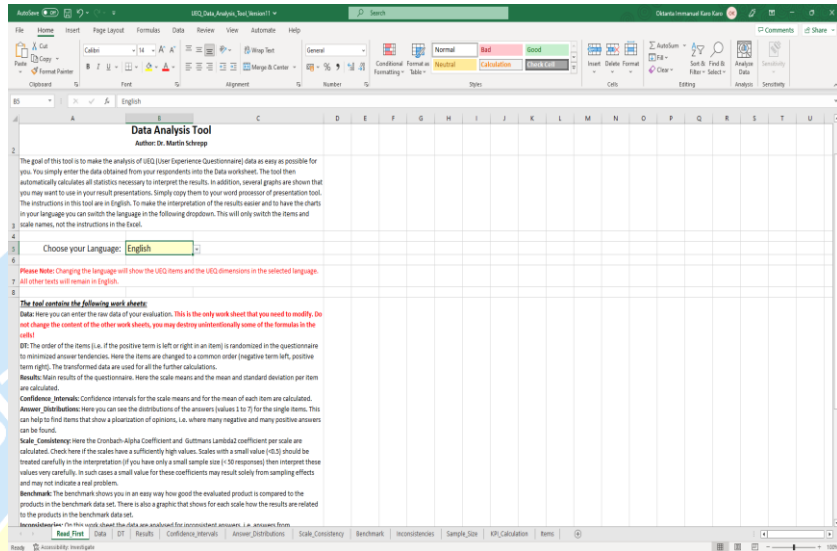 AutoSave
UEQ_Data_Analysis_Tool_Version11
Search
Oktanta Immanuel Karo Karo
File Home Insert Page Layout Formulas Data Review View Automate Help
Comments Share
Cut
Copy
Format Painter
Paste
Calibri 14
Wrap Text
Merge & Center
General
Conditional Formatting
Format as Table
Normal Bad Good
Neutral Calculation Check Cell
Insert Delete Format
AutoSum
Fill
Clear
Sort & Filter
Find & Select
Analyze Data
Sensitivity
Clipboard Font Alignment Number Styles Cells Editing Analysis Sensitivity
B5 English
A B C D E F G H I J K L M N O P Q R S T U
Data Analysis Tool
Author: Dr. Martin Schrepp
2
The goal of this tool is to make the analysis of UEQ (User Experience Questionnaire) data as easy as possible for
you. You simply enter the data obtained from your respondents into the Data worksheet. The tool then
automatically calculates all statistics necessary to interpret the results. In addition, several graphs are shown that
you may want to use in your result presentations. Simply copy them to your word processor of presentation tool.
The instructions in this tool are in English. To make the interpretation of the results easier and to have the charts
in your language you can switch the language in the following dropdown. This will only switch the items and
3 scale names, not the instructions in the Excel.
4
5 Choose your Language: English
6
Please Note: Changing the language will show the UEQ items and the UEQ dimensions in the selected language.
7 All other texts will remain in English.
8
The tool contains the following work sheets:
Data: Here you can enter the raw data of your evaluation. This is the only work sheet that you need to modify. Do
not change the content of the other work sheets, you may destroy unintentionally some of the formulas in the
cells!
DT: The order of the items (i.e. if the positive term is left or right in an item) is randomized in the questionnaire
to minimized answer tendencies. Here the items are changed to a common order (negative term left, positive
term right). The transformed data are used for all the further calculations.
Results: Main results of the questionnaire. Here the scale means and the mean and standard deviation per item
are calculated.
Confidence_Intervals: Confidence intervals for the scale means and for the mean of each item are calculated.
Answer_Distributions: Here you can see the distributions of the answers (values 1 to 7) for the single items. This
can help to find items that show a ploarization of opinions, i.e. where many negative and many positive answers
can be found.
Scale_Consistency: Here the Cronbach-Alpha Coefficient and Guttmans Lambda2 coefficient per scale are
calculated. Check here if the scales have a sufficiently high values. Scales with a small value (<0.5) should be
treated carefully in the interpretation (if you have only a small sample size (< 50 responses) then interpret these
values very carefully. In such cases a small value for these coefficients may result solely from sampling effects
and may not indicate a real problem.
Benchmark: The benchmark shows you in an easy way how good the evaluated product is compared to the
products in the benchmark data set. There is also a graphic that shows for each scale how the results are related
to the products in the benchmark data set.
Inconsistencies: On this work sheet the data are analysed for inconsistent answers, i.e. answers from
Read_First Data DT Results Confidence_Intervals Answer_Distributions Scale_Consistency Benchmark Inconsistencies Sample_Size KPI_Calculation Items
Ready Accessibility: Investigate